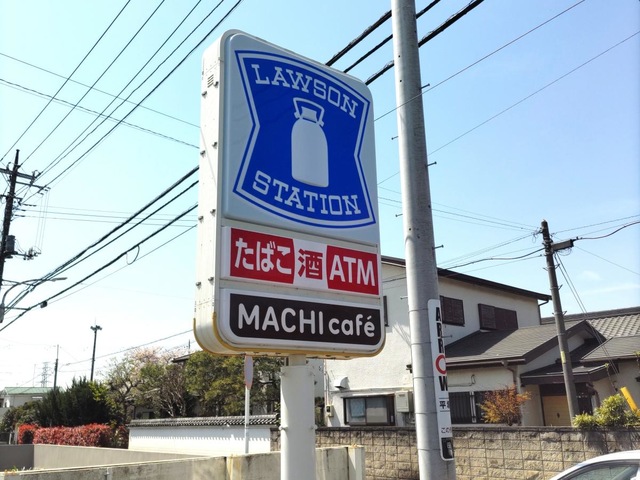 LAWSON
STATION
たばこ 酒 ATM
MACHI café